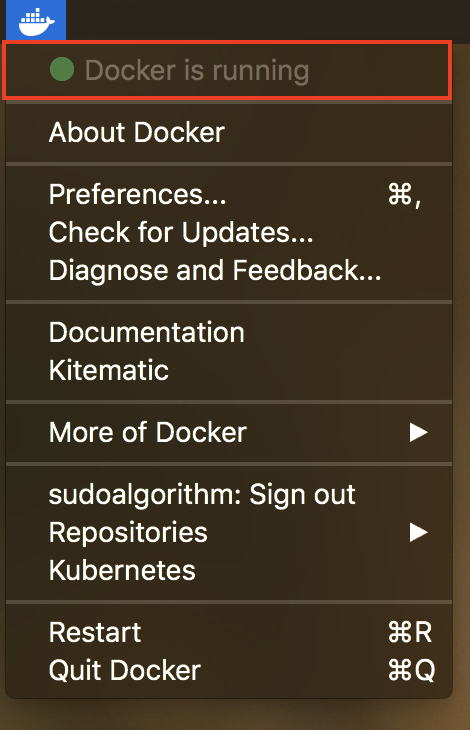 Docker is running
About Docker
Preferences... ⌘,
Check for Updates...
Diagnose and Feedback...
Documentation
Kitematic
More of Docker ▶
sudoalgorithm: Sign out
Repositories ▶
Kubernetes
Restart ⌘R
Quit Docker ⌘Q